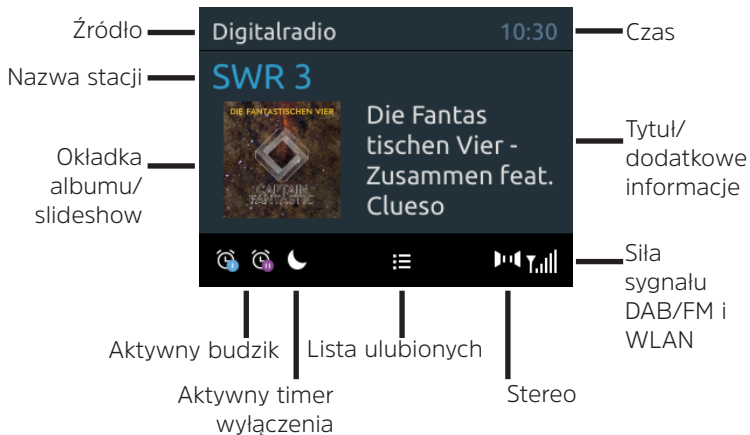 Źródło
Digitalradio
10:30
Czas
Nazwa stacji
SWR 3
DIE FANTASTISCHEN VIER
CAPTAIN
FANTASTIC
Okładka
albumu/
slideshow
Die Fantas
tischen Vier -
Zusammen feat.
Clueso
Tytuł/
dodatkowe
informacje
Siła
sygnału
DAB/FM i
WLAN
Aktywny budzik
Lista ulubionych
Aktywny timer
wyłączenia
Stereo